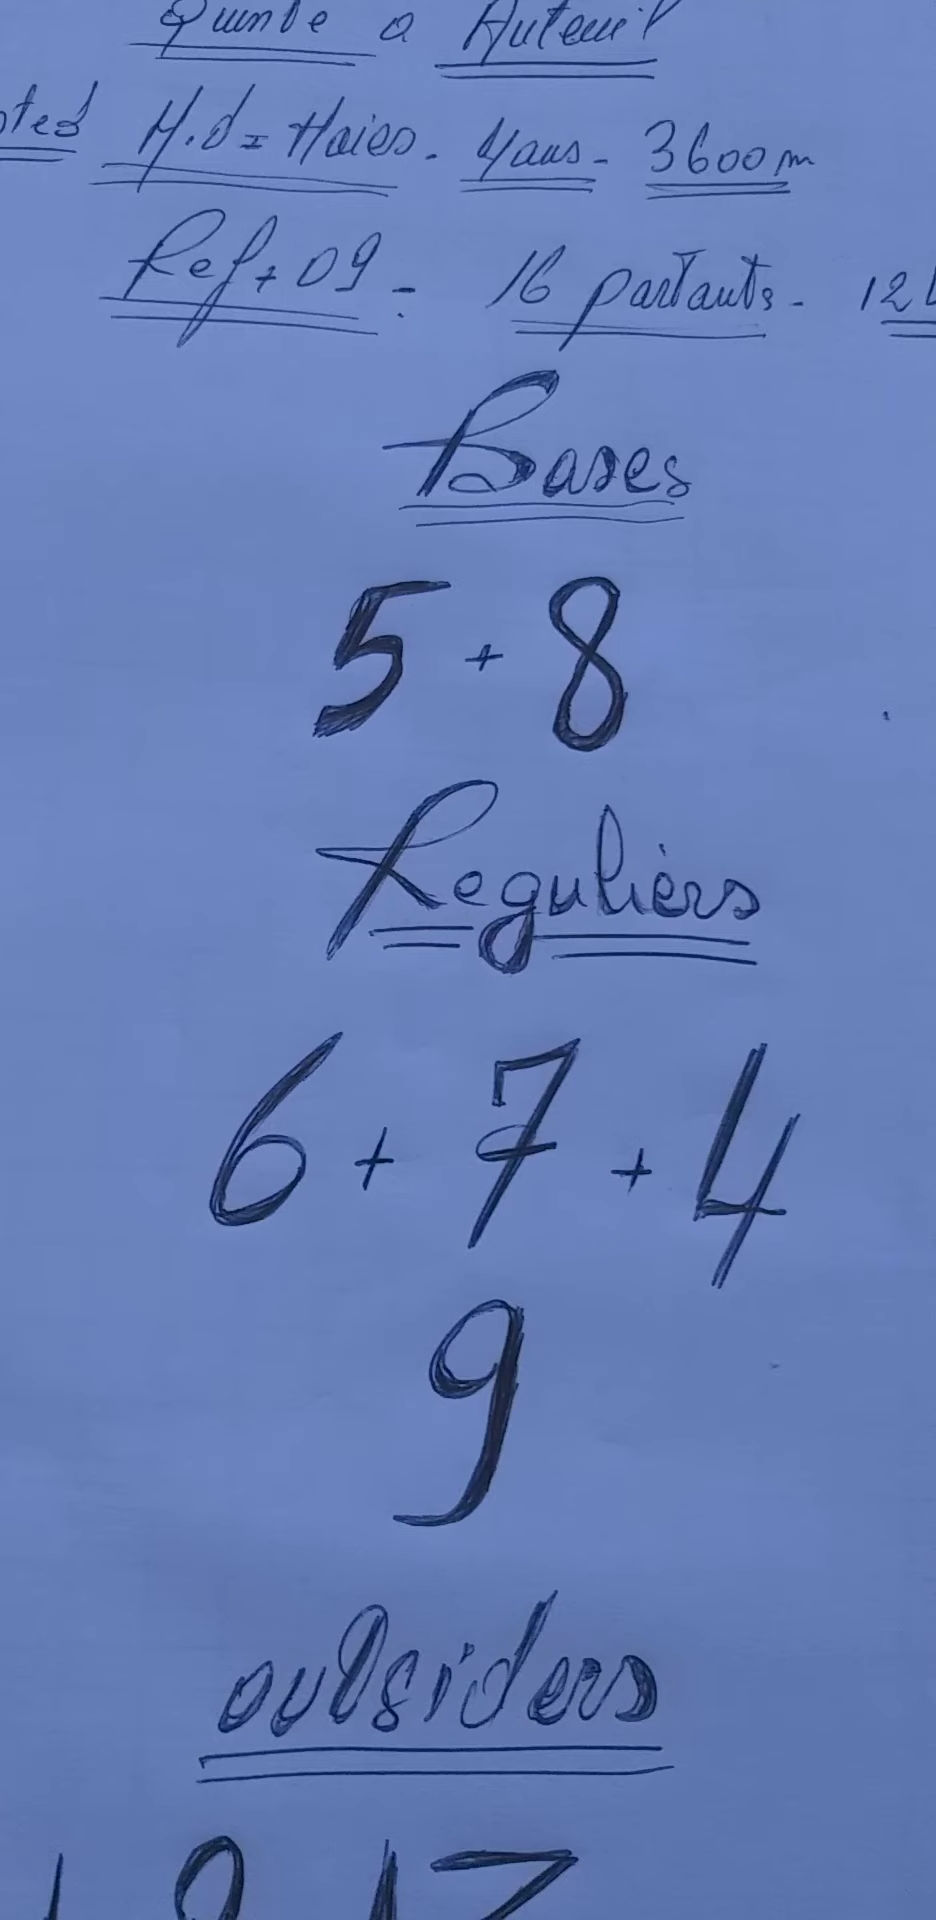 Quinte a Auteuil
H.d= Haies. 4ans - 3600m
Ref + 09 - 16 partants -
Bases
5 + 8
Reguliers
6 + 7 + 4
9
outsiders